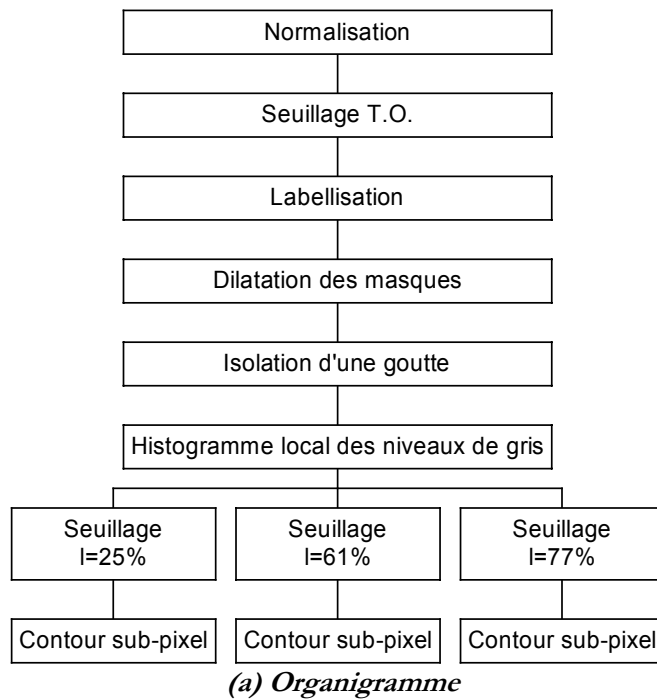 Normalisation
Seuillage T.O.
Labellisation
Dilatation des masques
Isolation d'une goutte
Histogramme local des niveaux de gris
Seuillage
l=25%
Seuillage
l=61%
Seuillage
l=77%
Contour sub-pixel
Contour sub-pixel
Contour sub-pixel
(a) Organigramme